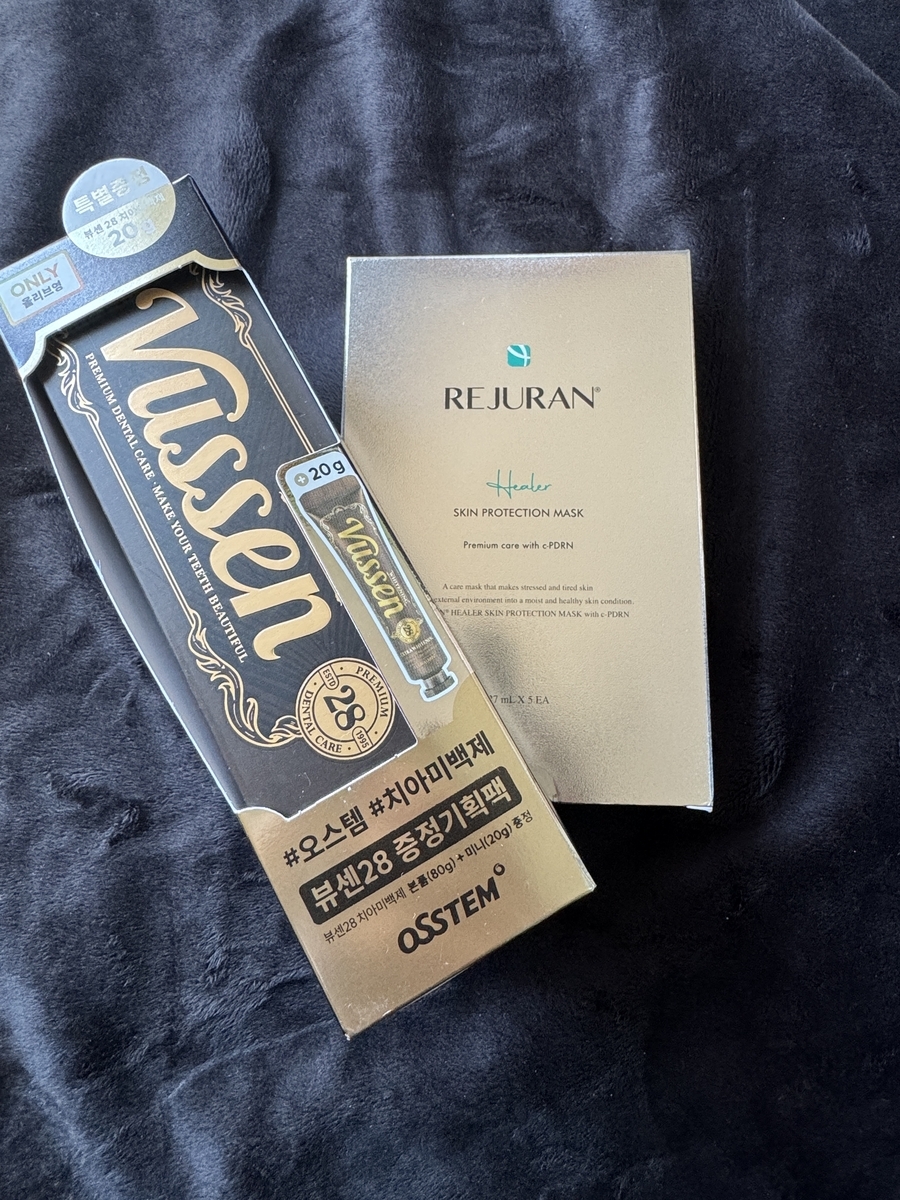 특별증정
뷰센 28 치아
20g
ONLY
올리브영
Vussen
PREMIUM DENTAL CARE · MAKE YOUR TEETH BEAUTIFUL
PREMIUM
ESTD 28 1995
DENTAL CARE
+20g
Vussen
WHITENING
28
#오스템 #치아미백제
뷰센28 증정기획팩
뷰센28 치아미백제 본품(80g)+미니(20g) 증정
OSSTEM
REJURAN®
Healer
SKIN PROTECTION MASK
Premium care with c-PDRN
A care mask that makes stressed and tired skin
external environment into a moist and healthy skin condition.
® HEALER SKIN PROTECTION MASK with c-PDRN
27 mL X 5 EA